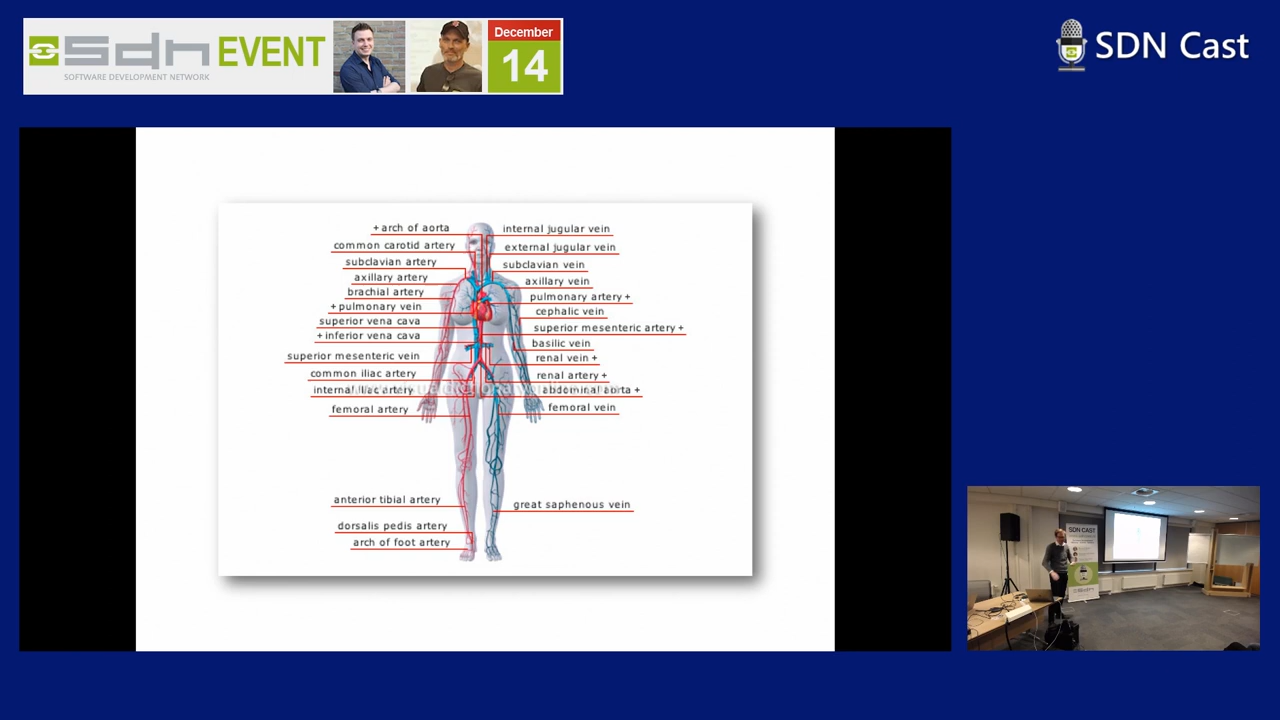 Sdn EVENT
SOFTWARE DEVELOPMENT NETWORK
December
14
SDN Cast
+ arch of aorta
common carotid artery
subclavian artery
axillary artery
brachial artery
+ pulmonary vein
superior vena cava
+ inferior vena cava
superior mesenteric vein
common iliac artery
internal iliac artery
femoral artery
anterior tibial artery
dorsalis pedis artery
arch of foot artery
internal jugular vein
external jugular vein
subclavian vein
axillary vein
pulmonary artery +
cephalic vein
superior mesenteric artery +
basilic vein
renal vein +
renal artery +
abdominal aorta +
femoral vein
great saphenous vein
SDN CAST